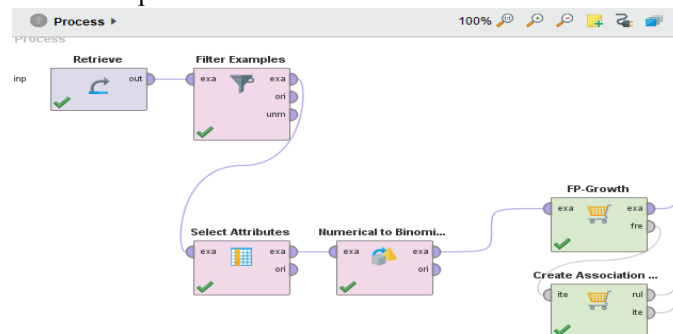 Process
100%
Process
inp
Retrieve
out
Filter Examples
exa
exa
ori
unm
Select Attributes
exa
exa
ori
Numerical to Binomi...
exa
exa
ori
FP-Growth
exa
exa
fre
Create Association ...
ite
rul
ite